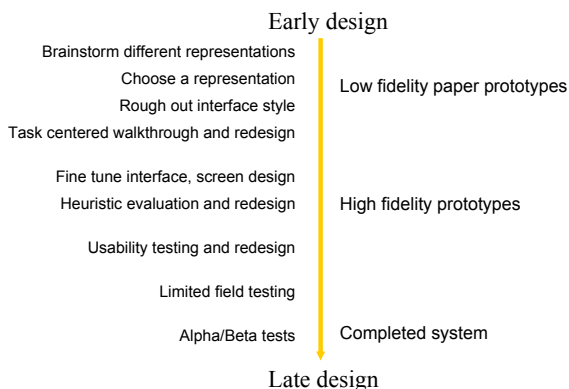 Early design
Brainstorm different representations
Choose a representation
Low fidelity paper prototypes
Rough out interface style
Task centered walkthrough and redesign
Fine tune interface, screen design
Heuristic evaluation and redesign
High fidelity prototypes
Usability testing and redesign
Limited field testing
Alpha/Beta tests
Completed system
Late design